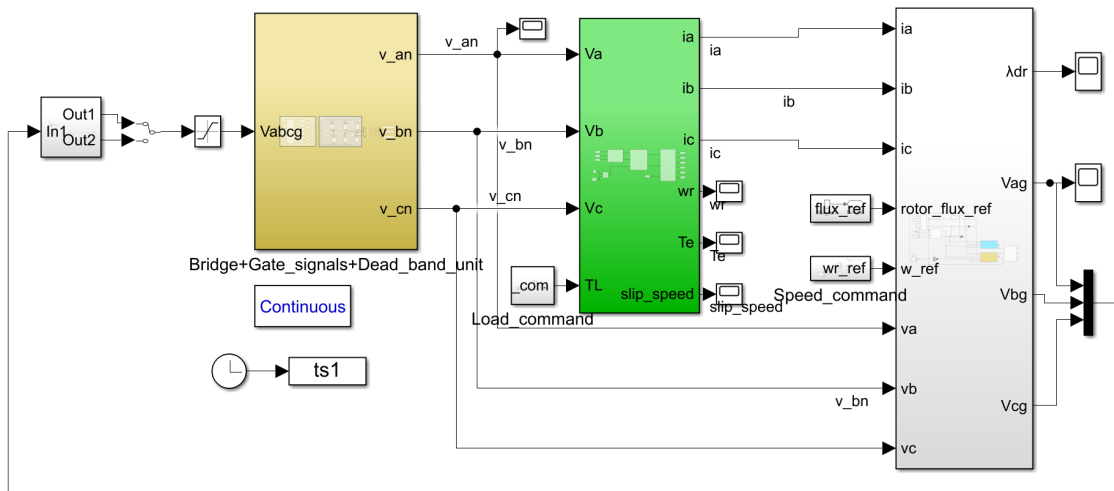 In1
Out1
Out2
Vabcg
v_an
v_bn
v_cn
Bridge+Gate_signals+Dead_band_unit
Continuous
ts1
v_an
v_bn
v_cn
Va
Vb
Vc
TL
_com
Load_command
ia
ib
ic
wr
Te
slip_speed
ia
ib
ic
wr
Te
slip_speed
flux_ref
wr_ref
Speed_command
v_bn
ia
ib
ic
rotor_flux_ref
w_ref
va
vb
vc
λdr
Vag
Vbg
Vcg